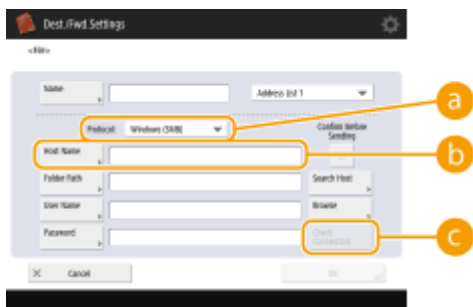 Dest./Fwd.Settings
<File>
Name
Address List 1
a
Protocol: Windows (SMB)
Confirm Before
Sending
b
Host Name
Folder Path
Search Host
User Name
Browse
Password
Check
Connection
c
× Cancel
OK